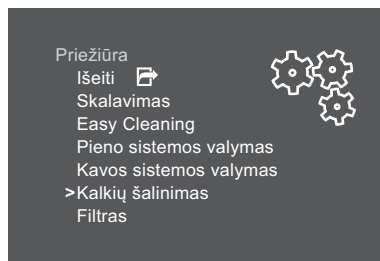 Priežiūra
Išeiti
Skalavimas
Easy Cleaning
Pieno sistemos valymas
Kavos sistemos valymas
>Kalkių šalinimas
Filtras